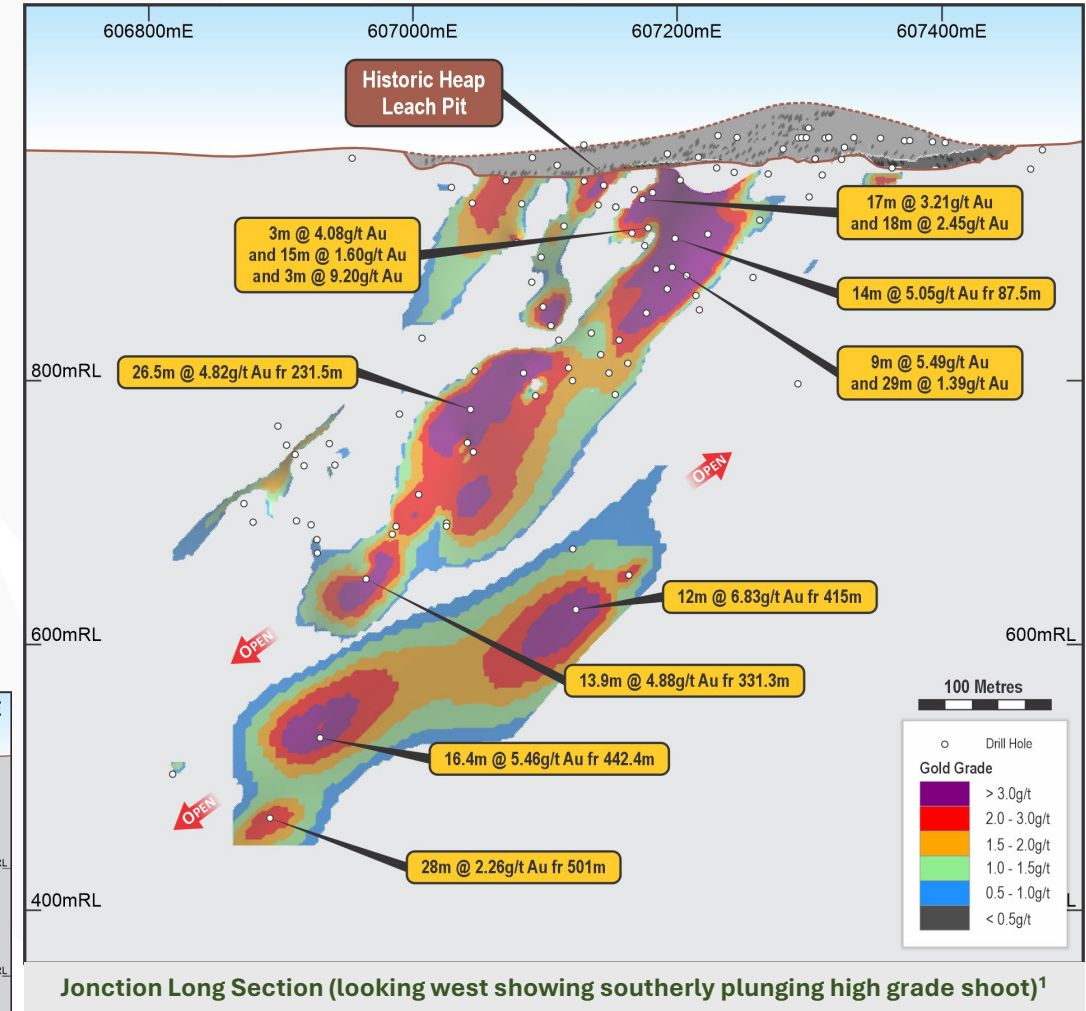 606800mE
607000mE
607200mE
607400mE
Historic Heap
Leach Pit
17m @ 3.21g/t Au
and 18m @ 2.45g/t Au
3m @ 4.08g/t Au
and 15m @ 1.60g/t Au
and 3m @ 9.20g/t Au
14m @ 5.05g/t Au fr 87.5m
9m @ 5.49g/t Au
and 29m @ 1.39g/t Au
800mRL
26.5m @ 4.82g/t Au fr 231.5m
OPEN
12m @ 6.83g/t Au fr 415m
600mRL
OPEN
600mRL
13.9m @ 4.88g/t Au fr 331.3m
100 Metres
16.4m @ 5.46g/t Au fr 442.4m
OPEN
28m @ 2.26g/t Au fr 501m
400mRL
Drill Hole
Gold Grade
> 3.0g/t
2.0 - 3.0g/t
1.5 - 2.0g/t
1.0 - 1.5g/t
0.5 - 1.0g/t
< 0.5g/t
Jonction Long Section (looking west showing southerly plunging high grade shoot)¹